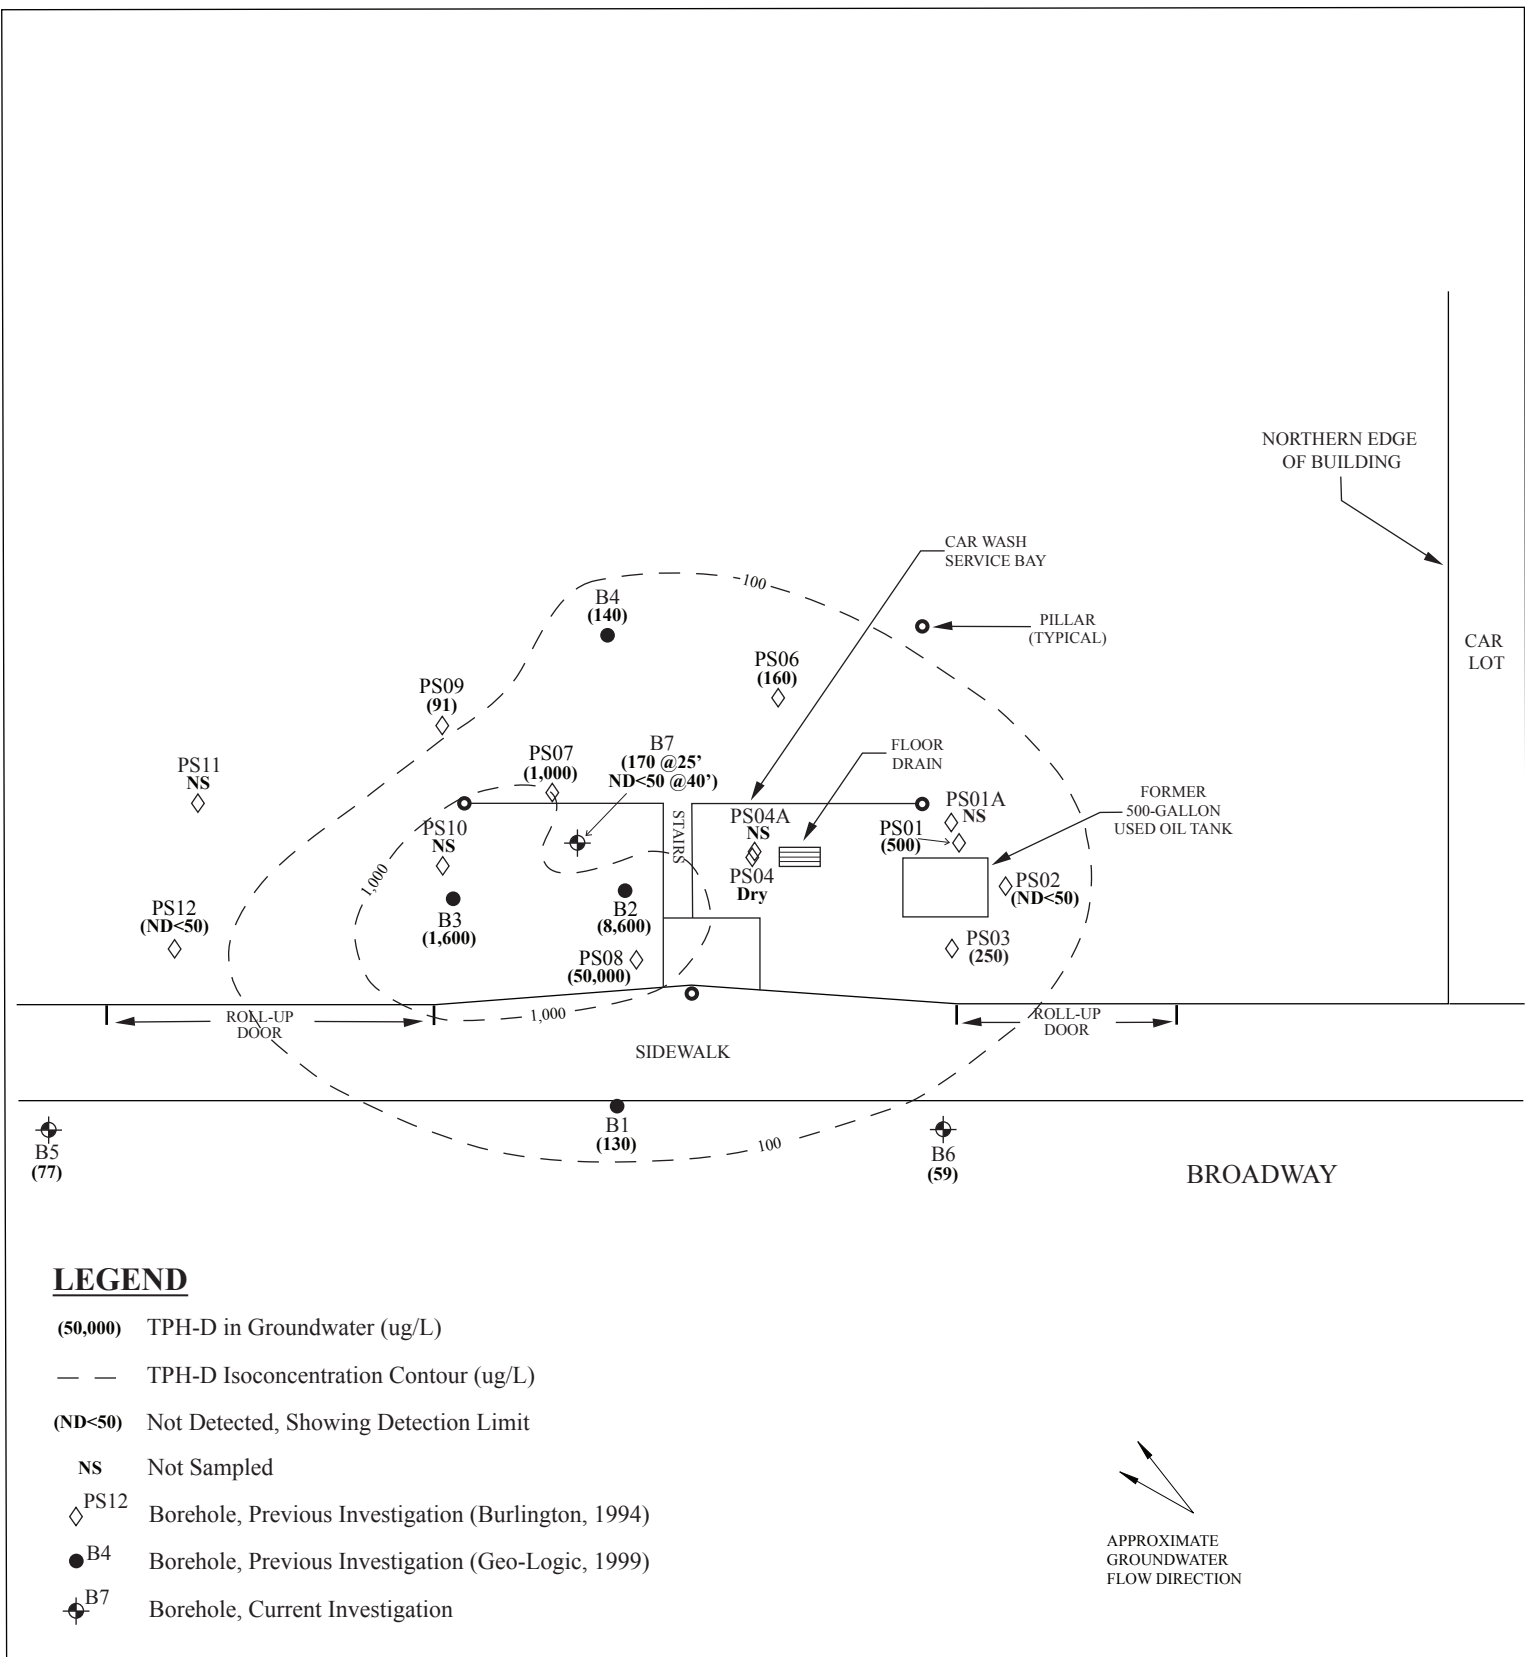 NORTHERN EDGE
OF BUILDING
CAR WASH
SERVICE BAY
100
B4
(140)
PILLAR
(TYPICAL)
CAR
LOT
PS06
(160)
PS09
(91)
B7
(170 @25'
ND<50 @40')
PS07
(1,000)
FLOOR
DRAIN
PS11
NS
FORMER
500-GALLON
USED OIL TANK
PS01A
NS
PS04A
NS
STAIRS
PS10
NS
PS01
(500)
1,000
PS04
Dry
PS02
(ND<50)
PS12
(ND<50)
B3
(1,600)
B2
(8,600)
PS03
(250)
PS08
(50,000)
ROLL-UP
DOOR
1,000
ROLL-UP
DOOR
SIDEWALK
B1
(130)
100
B5
(77)
B6
(59)
BROADWAY
LEGEND
(50,000) TPH-D in Groundwater (ug/L)
TPH-D Isoconcentration Contour (ug/L)
(ND<50) Not Detected, Showing Detection Limit
NS Not Sampled
PS12 Borehole, Previous Investigation (Burlington, 1994)
B4 Borehole, Previous Investigation (Geo-Logic, 1999)
B7 Borehole, Current Investigation
APPROXIMATE
GROUNDWATER
FLOW DIRECTION